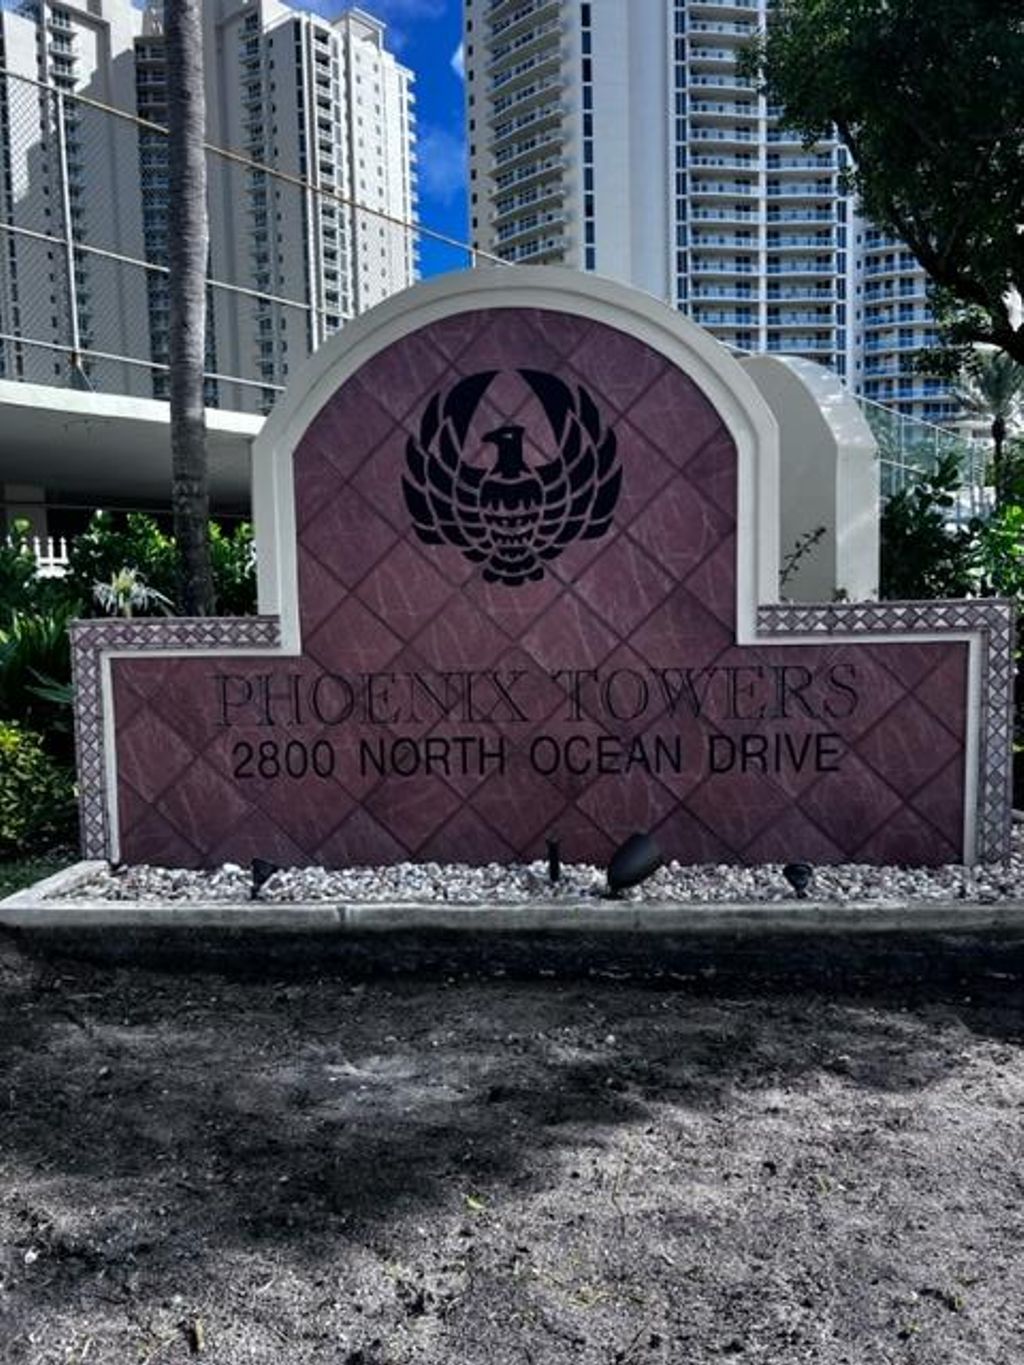 PHOENIX TOWERS
2800 NORTH OCEAN DRIVE